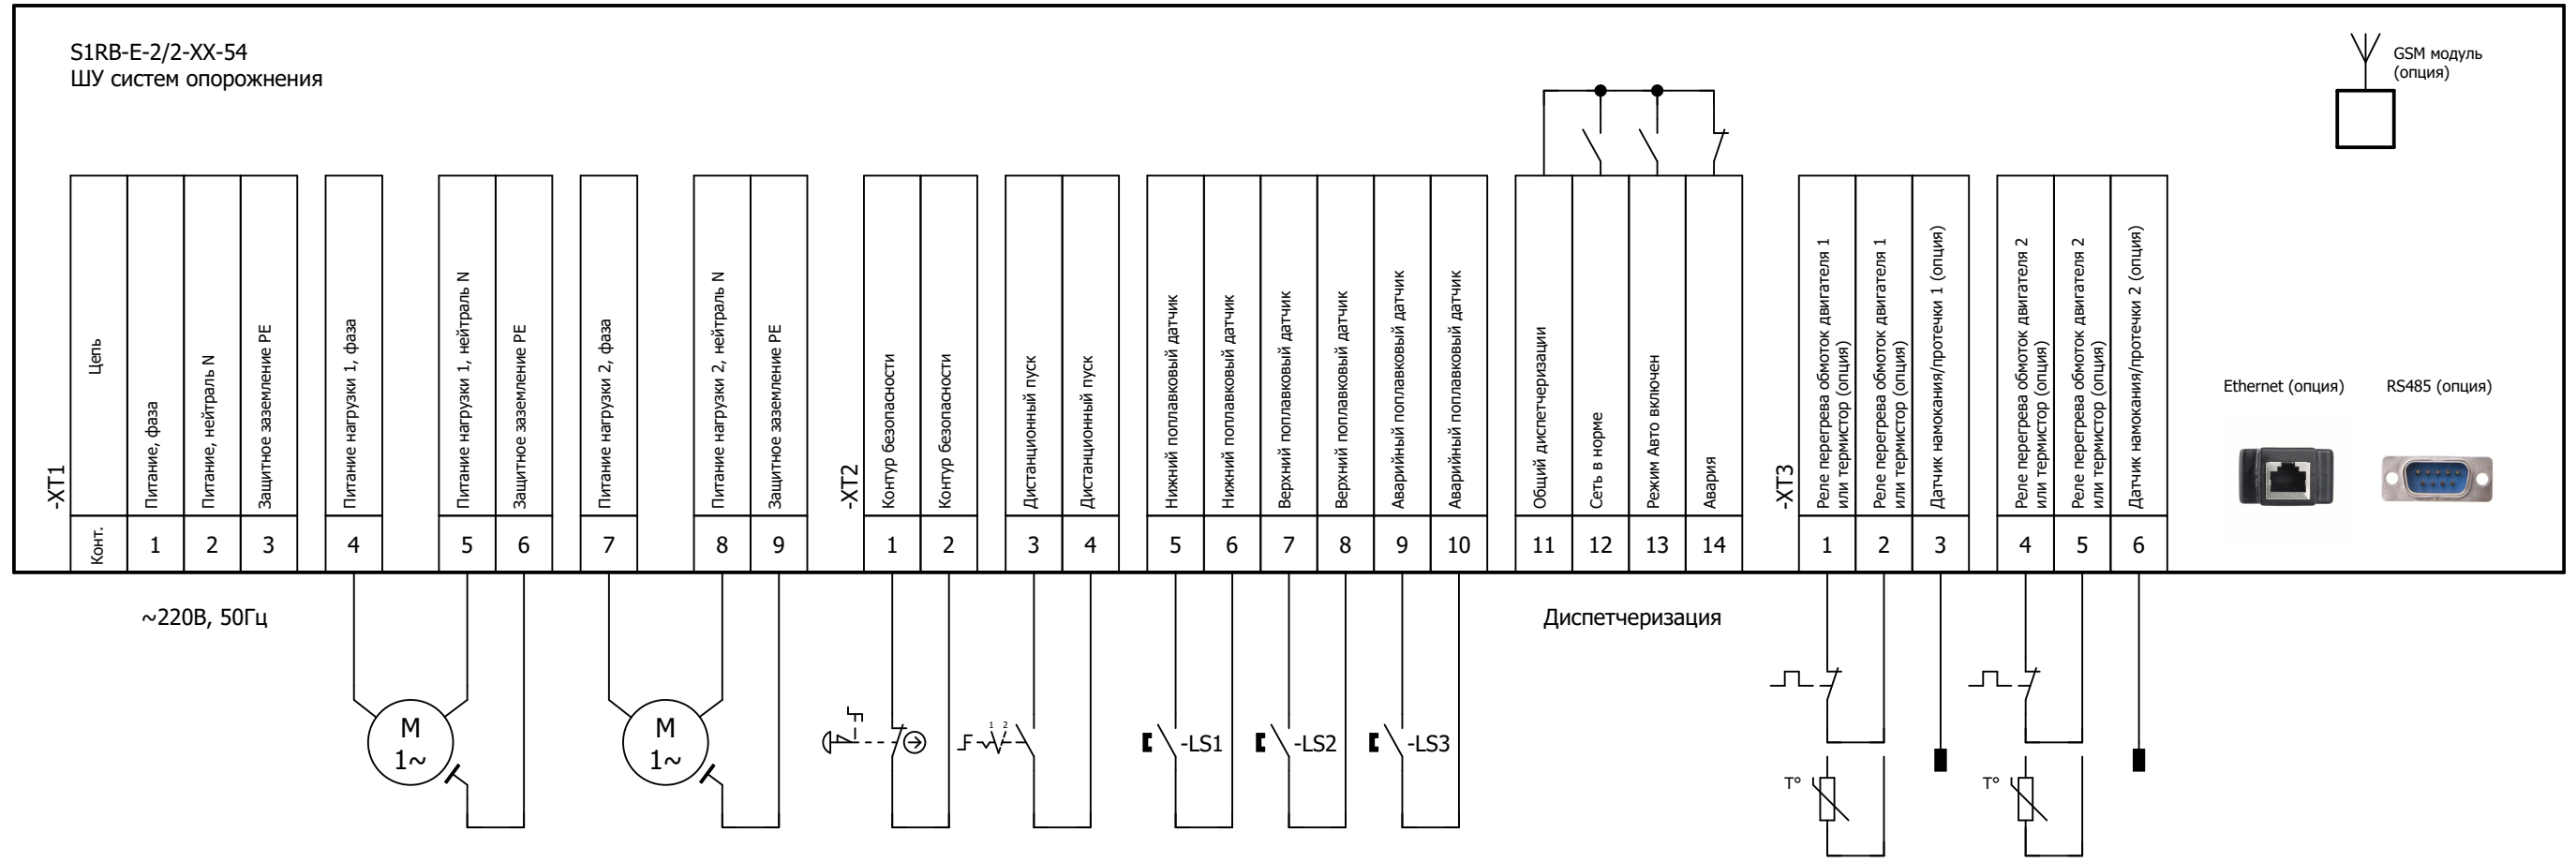 S1RB-E-2/2-XX-54
ШУ систем опорожнения
GSM модуль
(опция)
-XT1
Цепь
Конт.
Питание, фаза
1
Питание, нейтраль N
2
Защитное заземление PE
3
Питание нагрузки 1, фаза
4
Питание нагрузки 1, нейтраль N
5
Защитное заземление PE
6
Питание нагрузки 2, фаза
7
Питание нагрузки 2, нейтраль N
8
Защитное заземление PE
9
-XT2
Контур безопасности
1
Контур безопасности
2
Дистанционный пуск
3
Дистанционный пуск
4
Нижний поплавковый датчик
5
Нижний поплавковый датчик
6
Верхний поплавковый датчик
7
Верхний поплавковый датчик
8
Аварийный поплавковый датчик
9
Аварийный поплавковый датчик
10
Общий диспетчеризации
11
Сеть в норме
12
Режим Авто включен
13
Авария
14
-XT3
Реле перегрева обмоток двигателя 1
или термистор (опция)
1
Реле перегрева обмоток двигателя 1
или термистор (опция)
2
Датчик намокания/протечки 1 (опция)
3
Реле перегрева обмоток двигателя 2
или термистор (опция)
4
Реле перегрева обмоток двигателя 2
или термистор (опция)
5
Датчик намокания/протечки 2 (опция)
6
Ethernet (опция)
RS485 (опция)
~220В, 50Гц
Диспетчеризация
M
1~
M
1~
1 2
-LS1
-LS2
-LS3
T°
T°